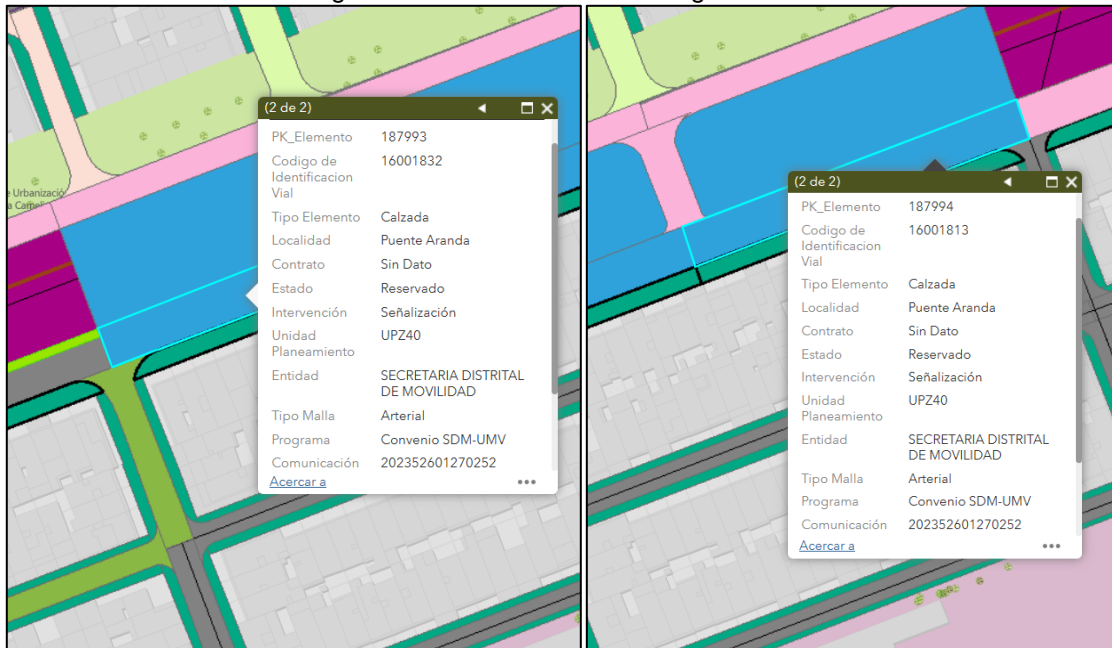 (2 de 2)
PK_Elemento 187993
Codigo de
Identificacion
Vial
16001832
Tipo Elemento Calzada
Localidad Puente Aranda
Contrato Sin Dato
Estado Reservado
Intervención Señalización
Unidad
Planeamiento
UPZ40
Entidad SECRETARIA DISTRITAL
DE MOVILIDAD
Tipo Malla Arterial
Programa Convenio SDM-UMV
Comunicación 202352601270252
Acercar a
(2 de 2)
PK_Elemento 187994
Codigo de
Identificacion
Vial
16001813
Tipo Elemento Calzada
Localidad Puente Aranda
Contrato Sin Dato
Estado Reservado
Intervención Señalización
Unidad
Planeamiento
UPZ40
Entidad SECRETARIA DISTRITAL
DE MOVILIDAD
Tipo Malla Arterial
Programa Convenio SDM-UMV
Comunicación 202352601270252
Acercar a